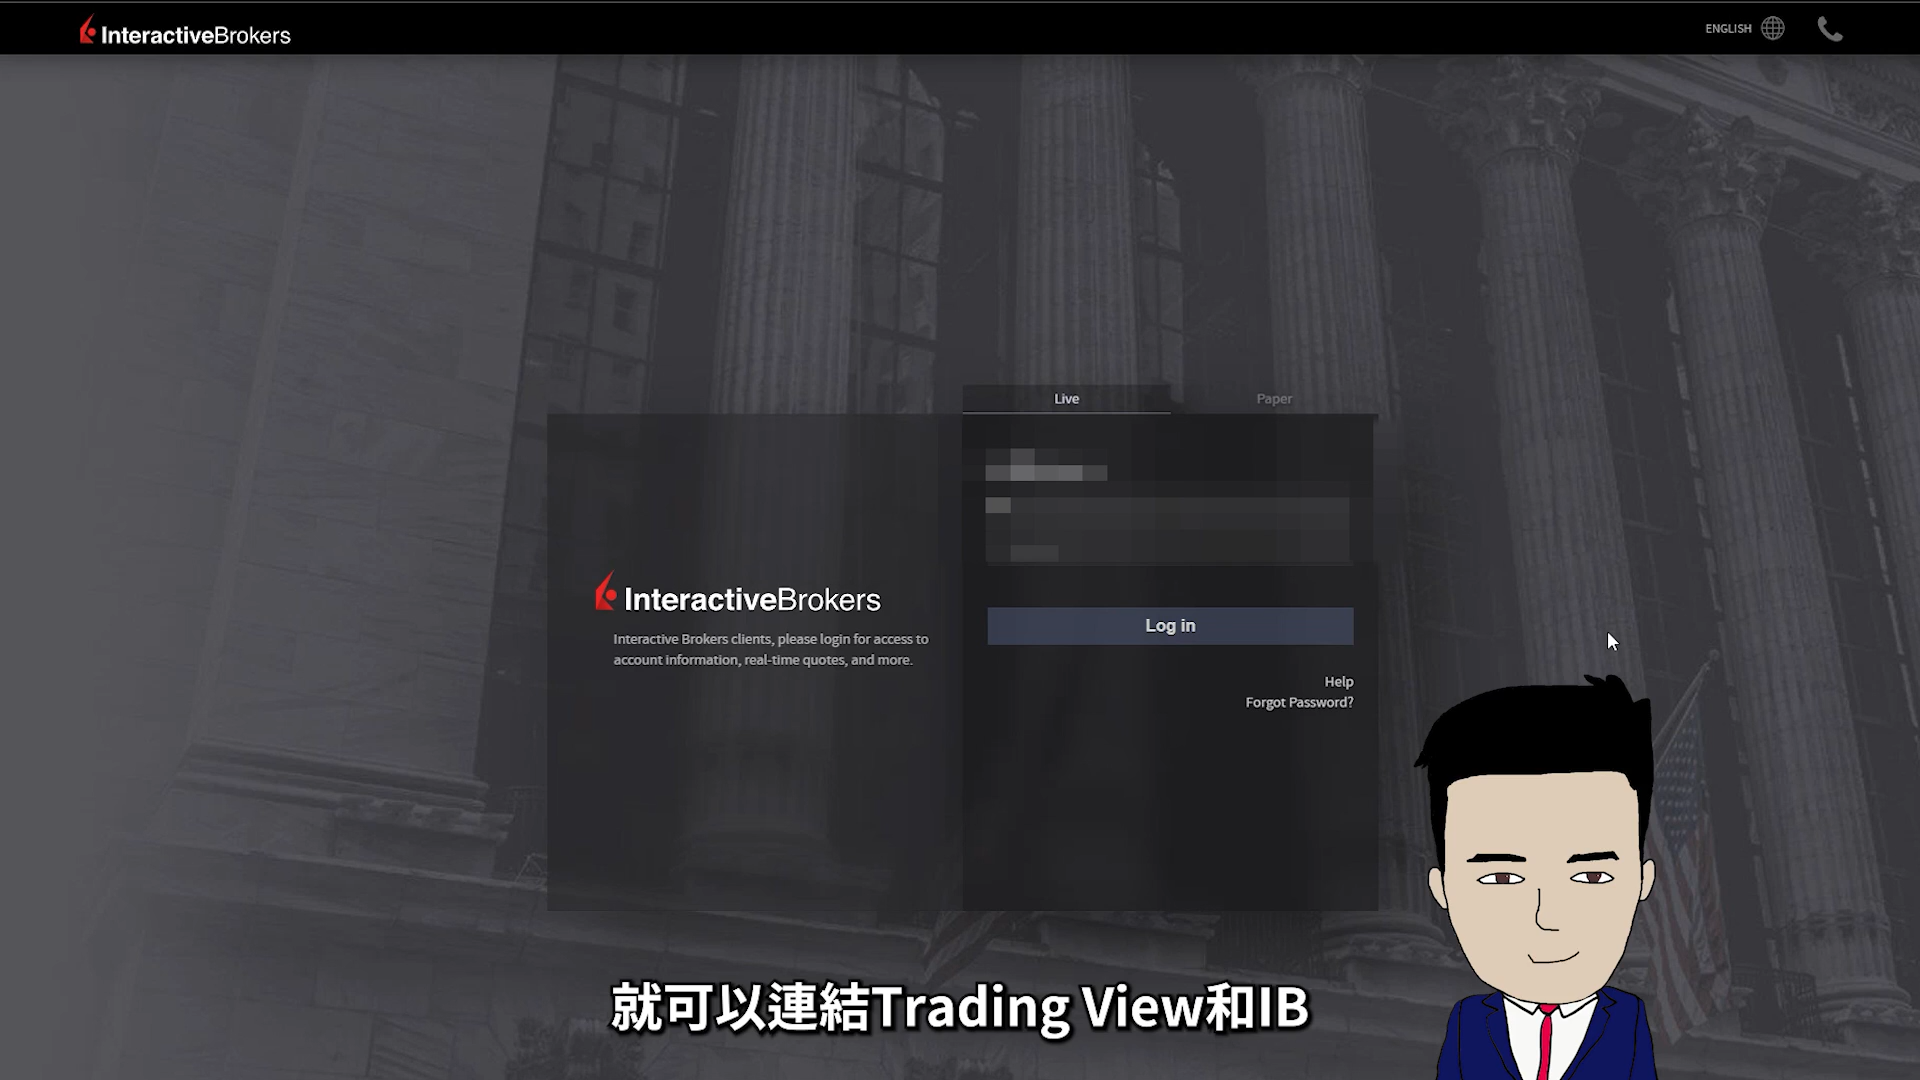 InteractiveBrokers
ENGLISH
Live
Paper
InteractiveBrokers
Interactive Brokers clients, please login for access to
account information, real-time quotes, and more.
Log in
Help
Forgot Password?
就可以連結Trading View和IB